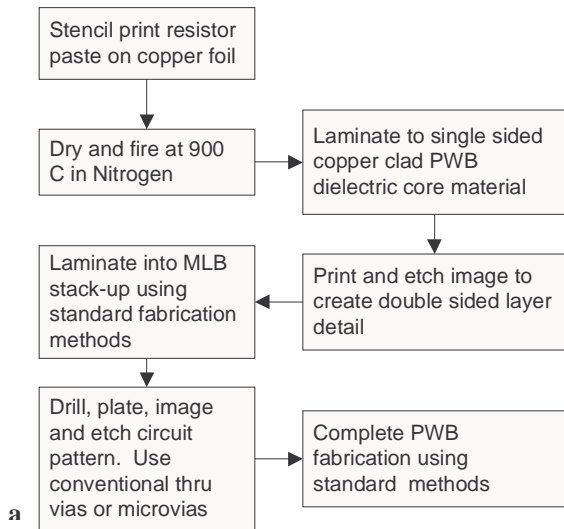 Stencil print resistor
paste on copper foil
Dry and fire at 900
C in Nitrogen
Laminate to single sided
copper clad PWB
dielectric core material
Print and etch image to
create double sided layer
detail
Laminate into MLB
stack-up using
standard fabrication
methods
Drill, plate, image
and etch circuit
pattern.  Use
conventional thru
vias or microvias
Complete PWB
fabrication using
standard  methods
a